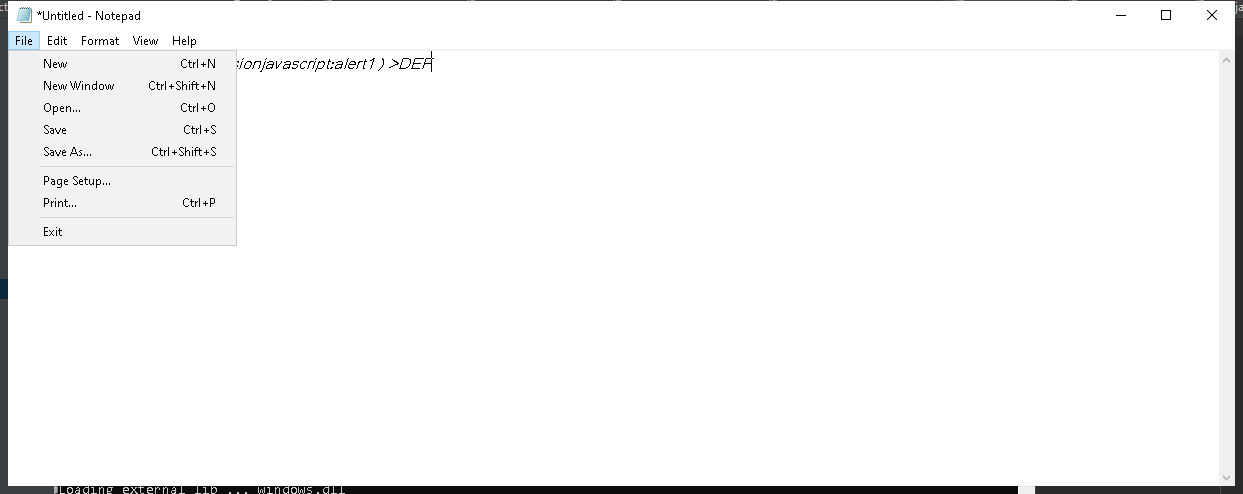 *Untitled - Notepad
File Edit Format View Help
sionjavascript:alert1 ) >DEF
New Ctrl+N
New Window Ctrl+Shift+N
Open... Ctrl+O
Save Ctrl+S
Save As... Ctrl+Shift+S
Page Setup...
Print... Ctrl+P
Exit
Loading external lib ... windows.dll